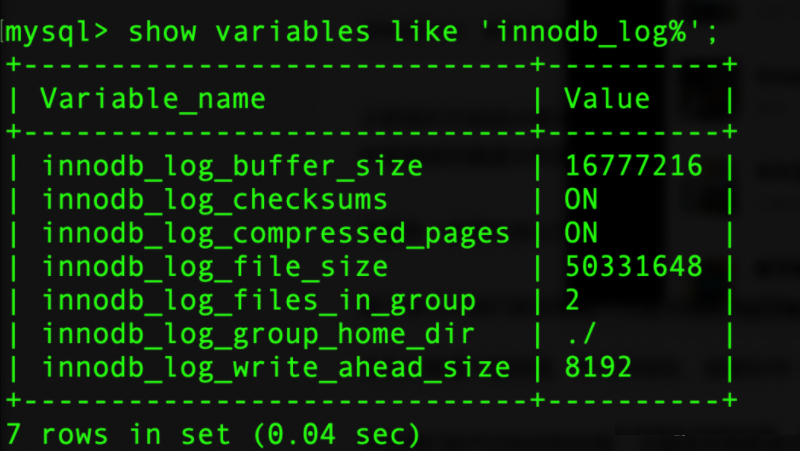 mysql> show variables like 'innodb_log%';
+------------------------------+----------+
| Variable_name                | Value    |
+------------------------------+----------+
| innodb_log_buffer_size       | 16777216 |
| innodb_log_checksums         | ON       |
| innodb_log_compressed_pages  | ON       |
| innodb_log_file_size         | 50331648 |
| innodb_log_files_in_group    | 2        |
| innodb_log_group_home_dir    | ./       |
| innodb_log_write_ahead_size  | 8192     |
+------------------------------+----------+
7 rows in set (0.04 sec)